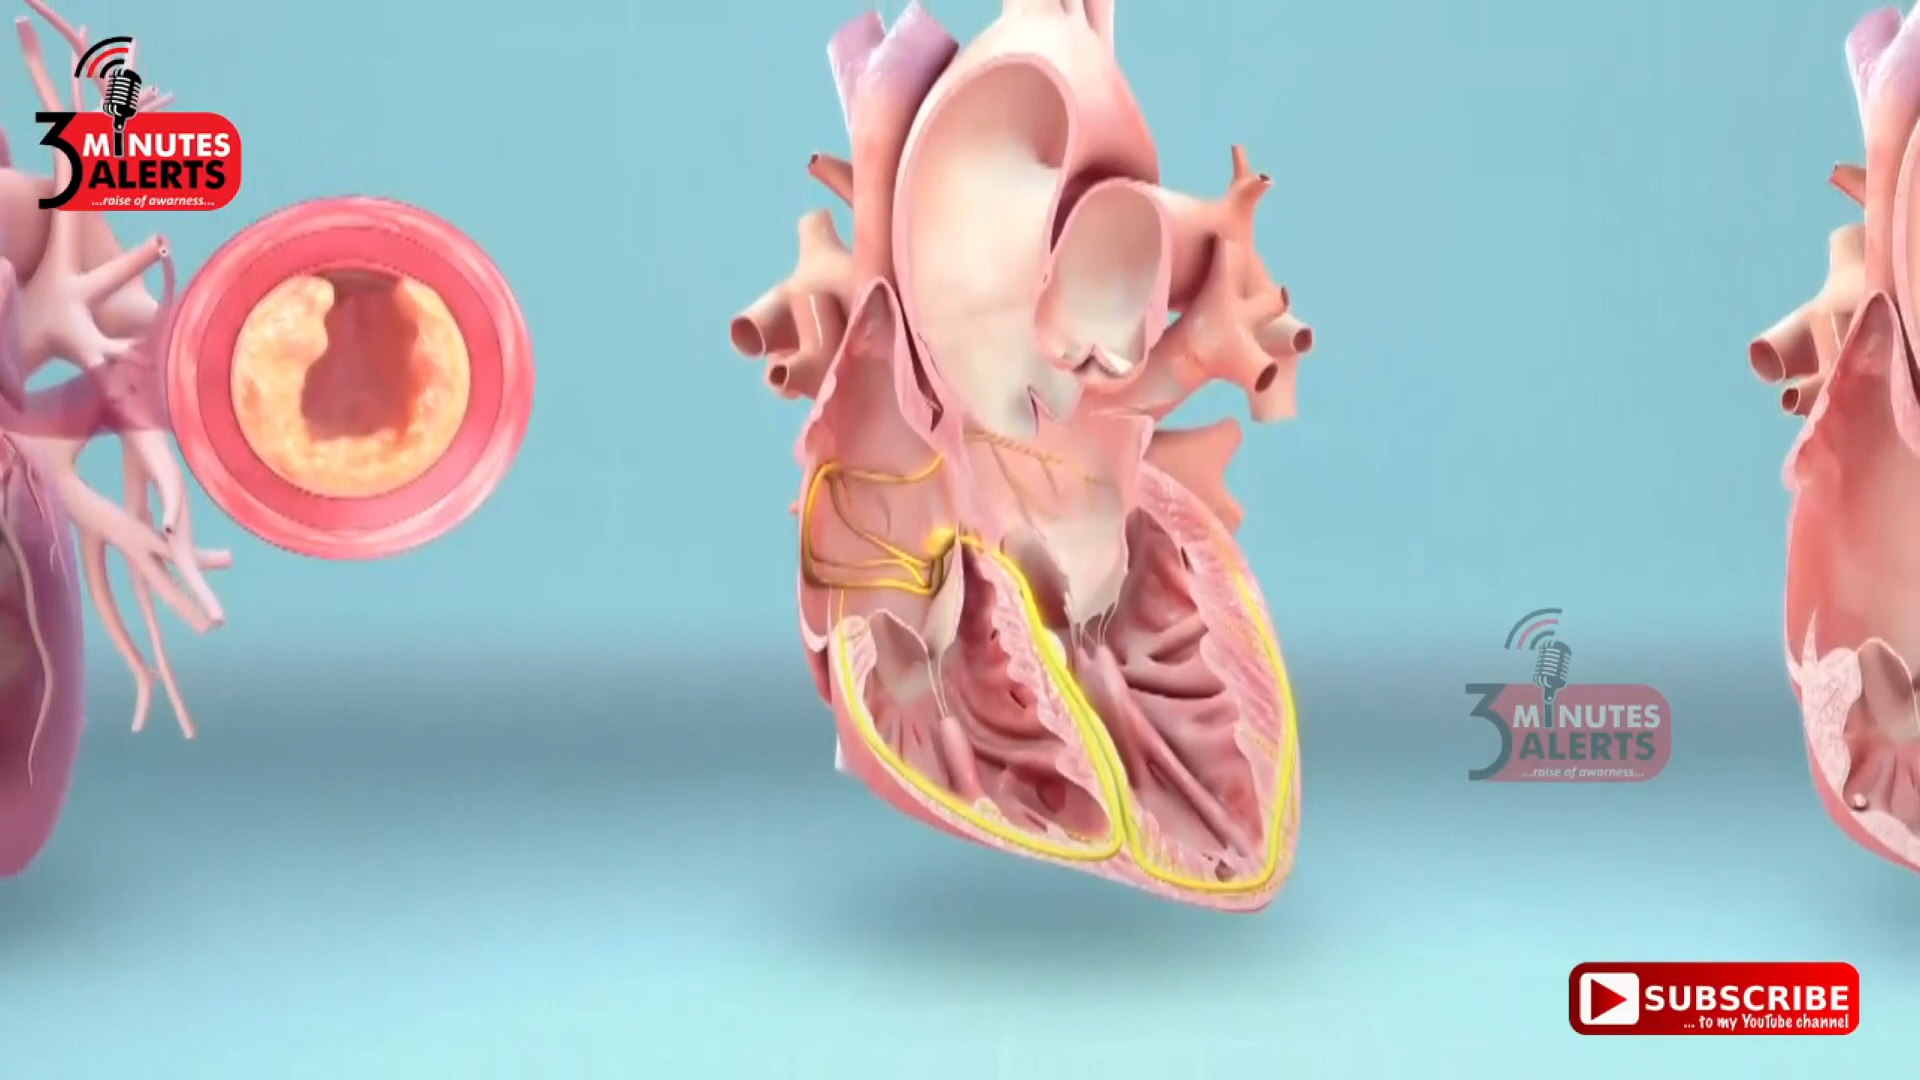 3 MINUTES
ALERTS
...raise of awarness...
3 MINUTES
ALERTS
...raise of awarness...
SUBSCRIBE
... to my YouTube channel